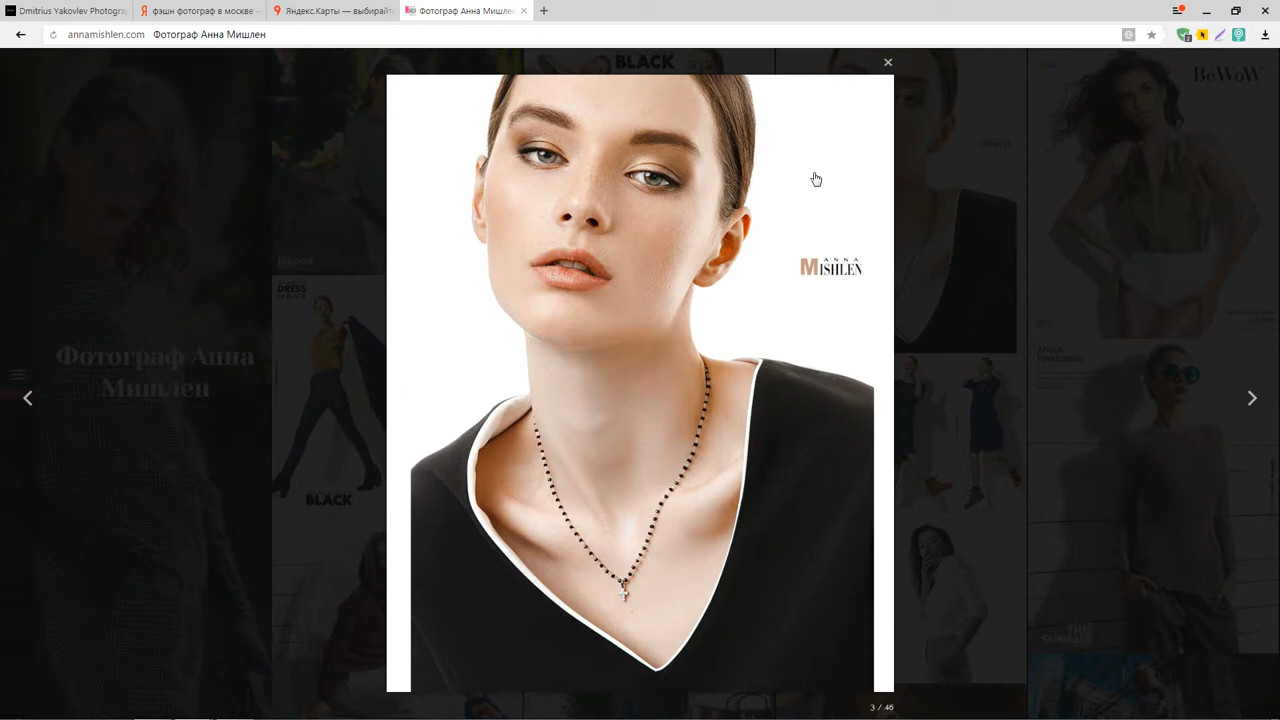 Dmitrius Yakovlev Photogra
фэшн фотограф в москве —
Яндекс.Карты — выбирайт
Фотограф Анна Мишлен
annamishlen.com Фотограф Анна Мишлен
BLACK
BeWoW
ANNA
MISHLEN
FASHION
DRESS
Фотограф Анна
Мишлен
BLACK
3 / 46